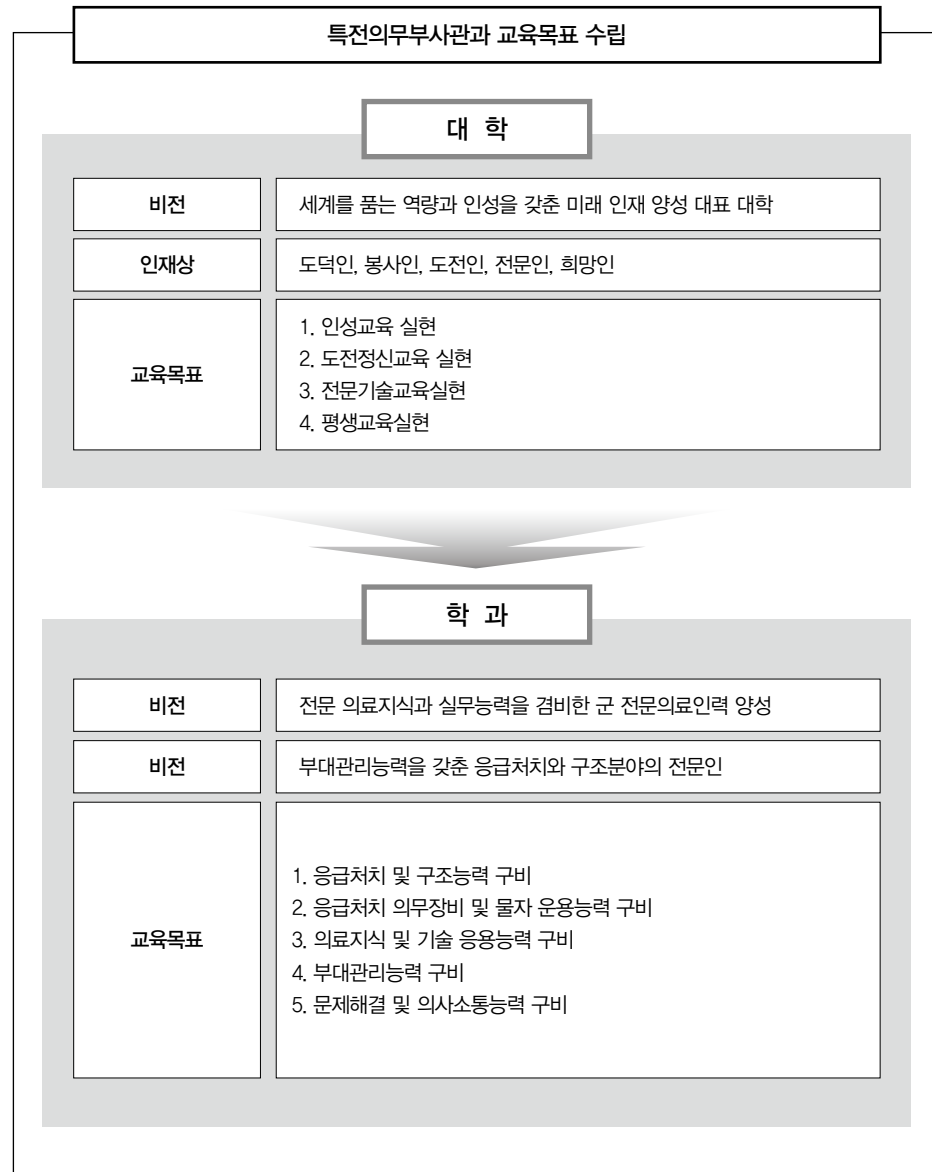 특전의무부사관과 교육목표 수립
대 학
비전
세계를 품는 역량과 인성을 갖춘 미래 인재 양성 대표 대학
인재상
도덕인, 봉사인, 도전인, 전문인, 희망인
교육목표
1. 인성교육 실현
2. 도전정신교육 실현
3. 전문기술교육실현
4. 평생교육실현
학 과
비전
전문 의료지식과 실무능력을 겸비한 군 전문의료인력 양성
비전
부대관리능력을 갖춘 응급처치와 구조분야의 전문인
교육목표
1. 응급처치 및 구조능력 구비
2. 응급처치 의무장비 및 물자 운용능력 구비
3. 의료지식 및 기술 응용능력 구비
4. 부대관리능력 구비
5. 문제해결 및 의사소통능력 구비